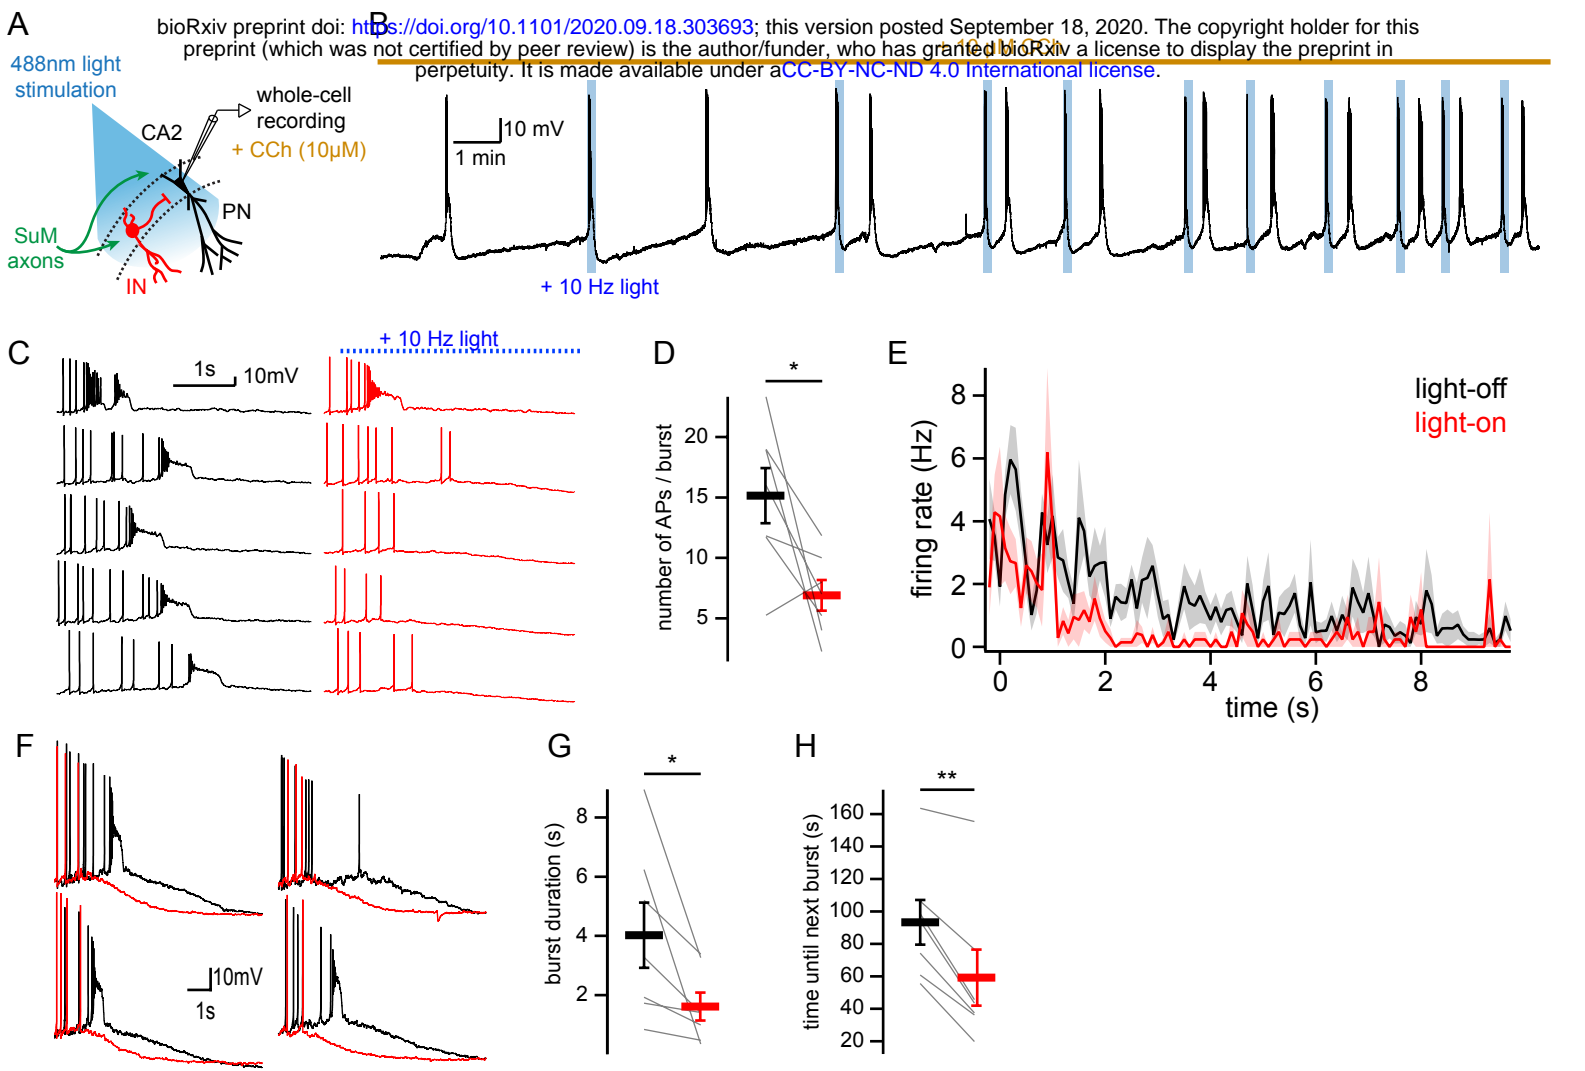 A
B
bioRxiv preprint doi: https://doi.org/10.1101/2020.09.18.303693; this version posted September 18, 2020. The copyright holder for this
preprint (which was not certified by peer review) is the author/funder, who has granted bioRxiv a license to display the preprint in
perpetuity. It is made available under aCC-BY-NC-ND 4.0 International license.
+ 10 µM CCh
488nm light
stimulation
CA2
whole-cell
recording
+ CCh (10µM)
PN
SuM
axons
IN
10 mV
1 min
+ 10 Hz light
C
+ 10 Hz light
1s
10mV
D
*
number of APs / burst
20
15
10
5
E
light-off
light-on
firing rate (Hz)
8
6
4
2
0
0
2
4
6
8
time (s)
F
10mV
1s
G
*
burst duration (s)
8
6
4
2
H
**
time until next burst (s)
160
140
120
100
80
60
40
20